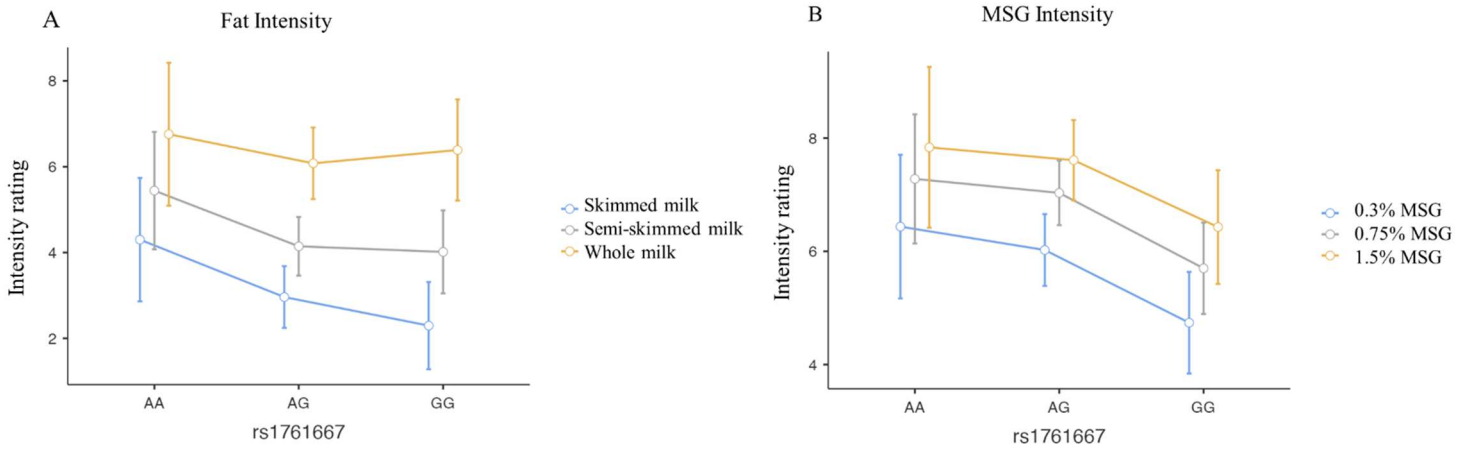 A
Fat Intensity
Intensity rating
8
6
4
2
AA AG GG
rs1761667
Skimmed milk
Semi-skimmed milk
Whole milk
B
MSG Intensity
Intensity rating
8
6
4
AA AG GG
rs1761667
0.3% MSG
0.75% MSG
1.5% MSG